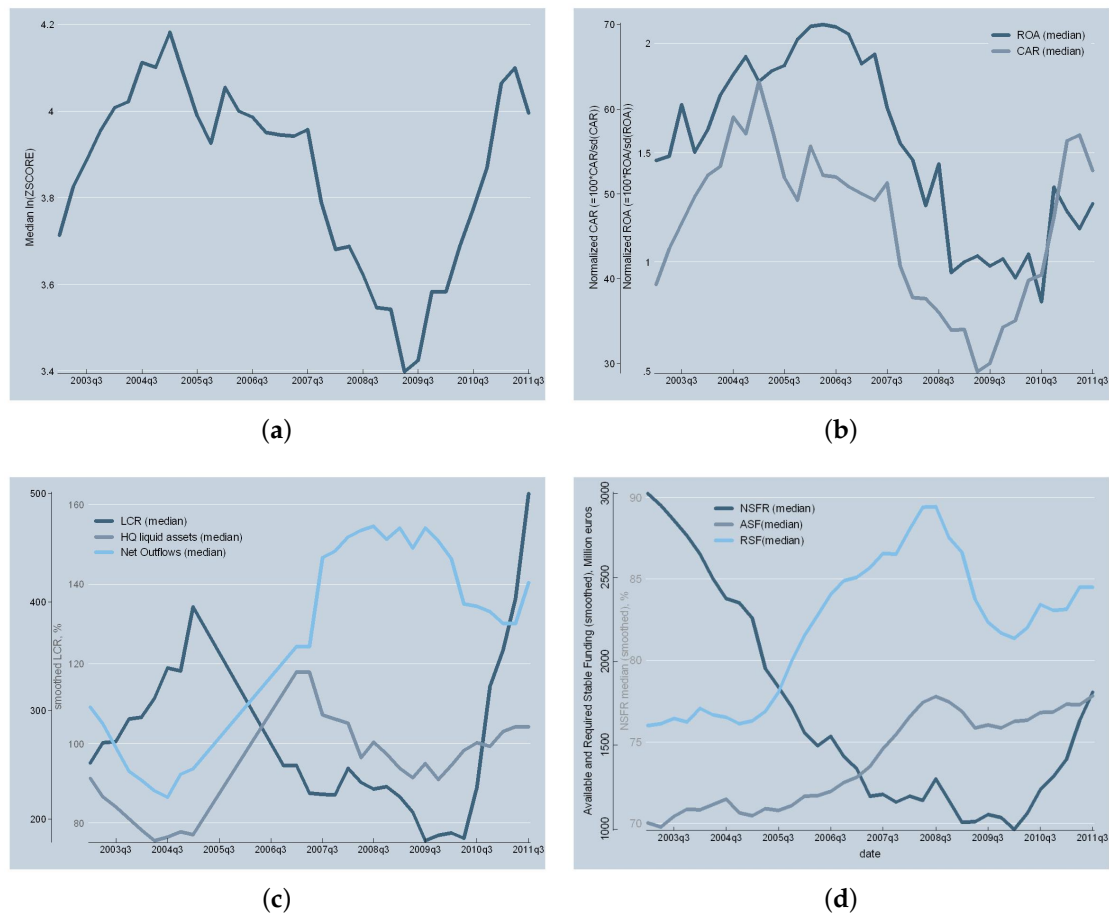 4.2
4
3.8
3.6
3.4
Median ln(ZSCORE)
2003q3 2004q3 2005q3 2006q3 2007q3 2008q3 2009q3 2010q3 2011q3
(a)
70
60
50
40
30
Normalized CAR (=100*CAR/sd(CAR))
Normalized ROA (=100*ROA/sd(ROA))
2
1.5
1
.5
ROA (median)
CAR (median)
2003q3 2004q3 2005q3 2006q3 2007q3 2008q3 2009q3 2010q3 2011q3
(b)
500
400
300
200
smoothed LCR, %
160
140
120
100
80
LCR (median)
HQ liquid assets (median)
Net Outflows (median)
2003q3 2004q3 2005q3 2006q3 2007q3 2008q3 2009q3 2010q3 2011q3
(c)
3000
2500
2000
1500
1000
Available and Required Stable Funding (smoothed), Million euros
NSFR median (smoothed), %
90
85
80
75
70
NSFR (median)
ASF(median)
RSF(median)
2003q3 2004q3 2005q3 2006q3 2007q3 2008q3 2009q3 2010q3 2011q3
date
(d)